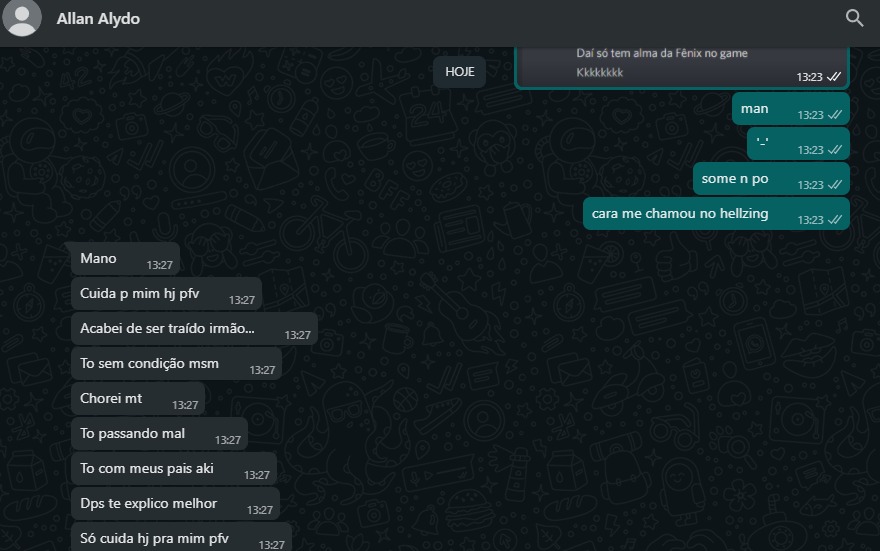 Allan Alydo
Daí só tem alma da Fênix no game
Kkkkkkkk
13:23
HOJE
man 13:23
'-' 13:23
some n po 13:23
cara me chamou no hellzing 13:23
Mano 13:27
Cuida p mim hj pfv 13:27
Acabei de ser traído irmão... 13:27
To sem condição msm 13:27
Chorei mt 13:27
To passando mal 13:27
To com meus pais aki 13:27
Dps te explico melhor 13:27
Só cuida hj pra mim pfv 13:27